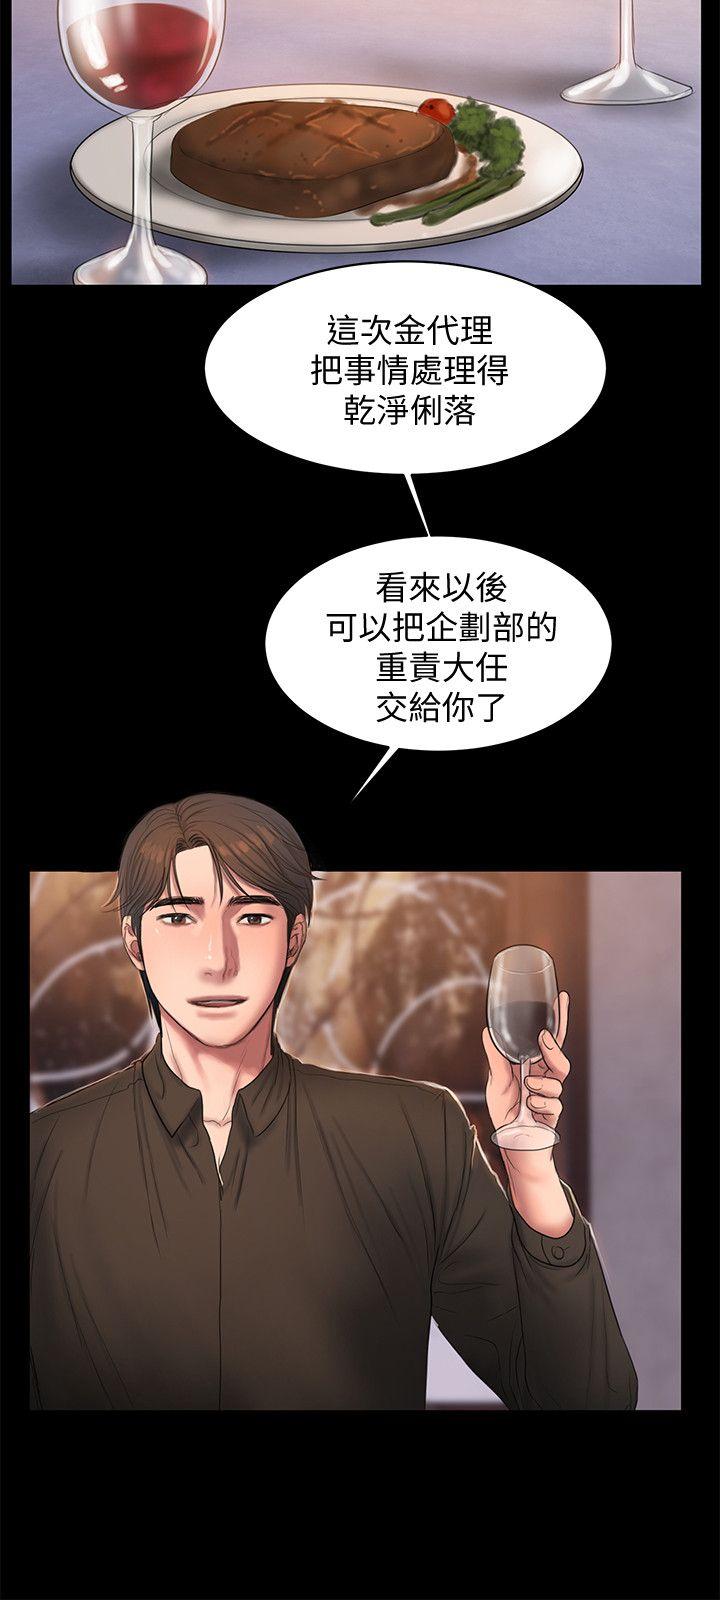 這次金代理
把事情處理得
乾淨俐落
看來以後
可以把企劃部的
重責大任
交給你了